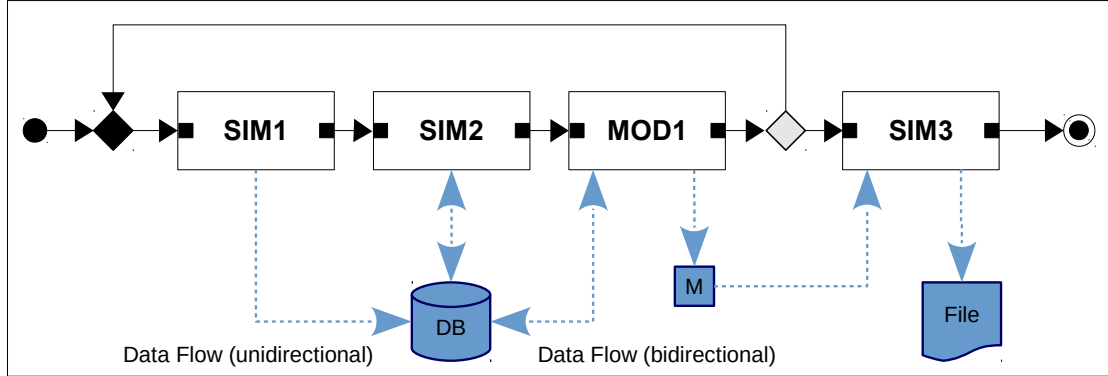 SIM1
SIM2
MOD1
SIM3
M
DB
File
Data Flow (unidirectional)
Data Flow (bidirectional)